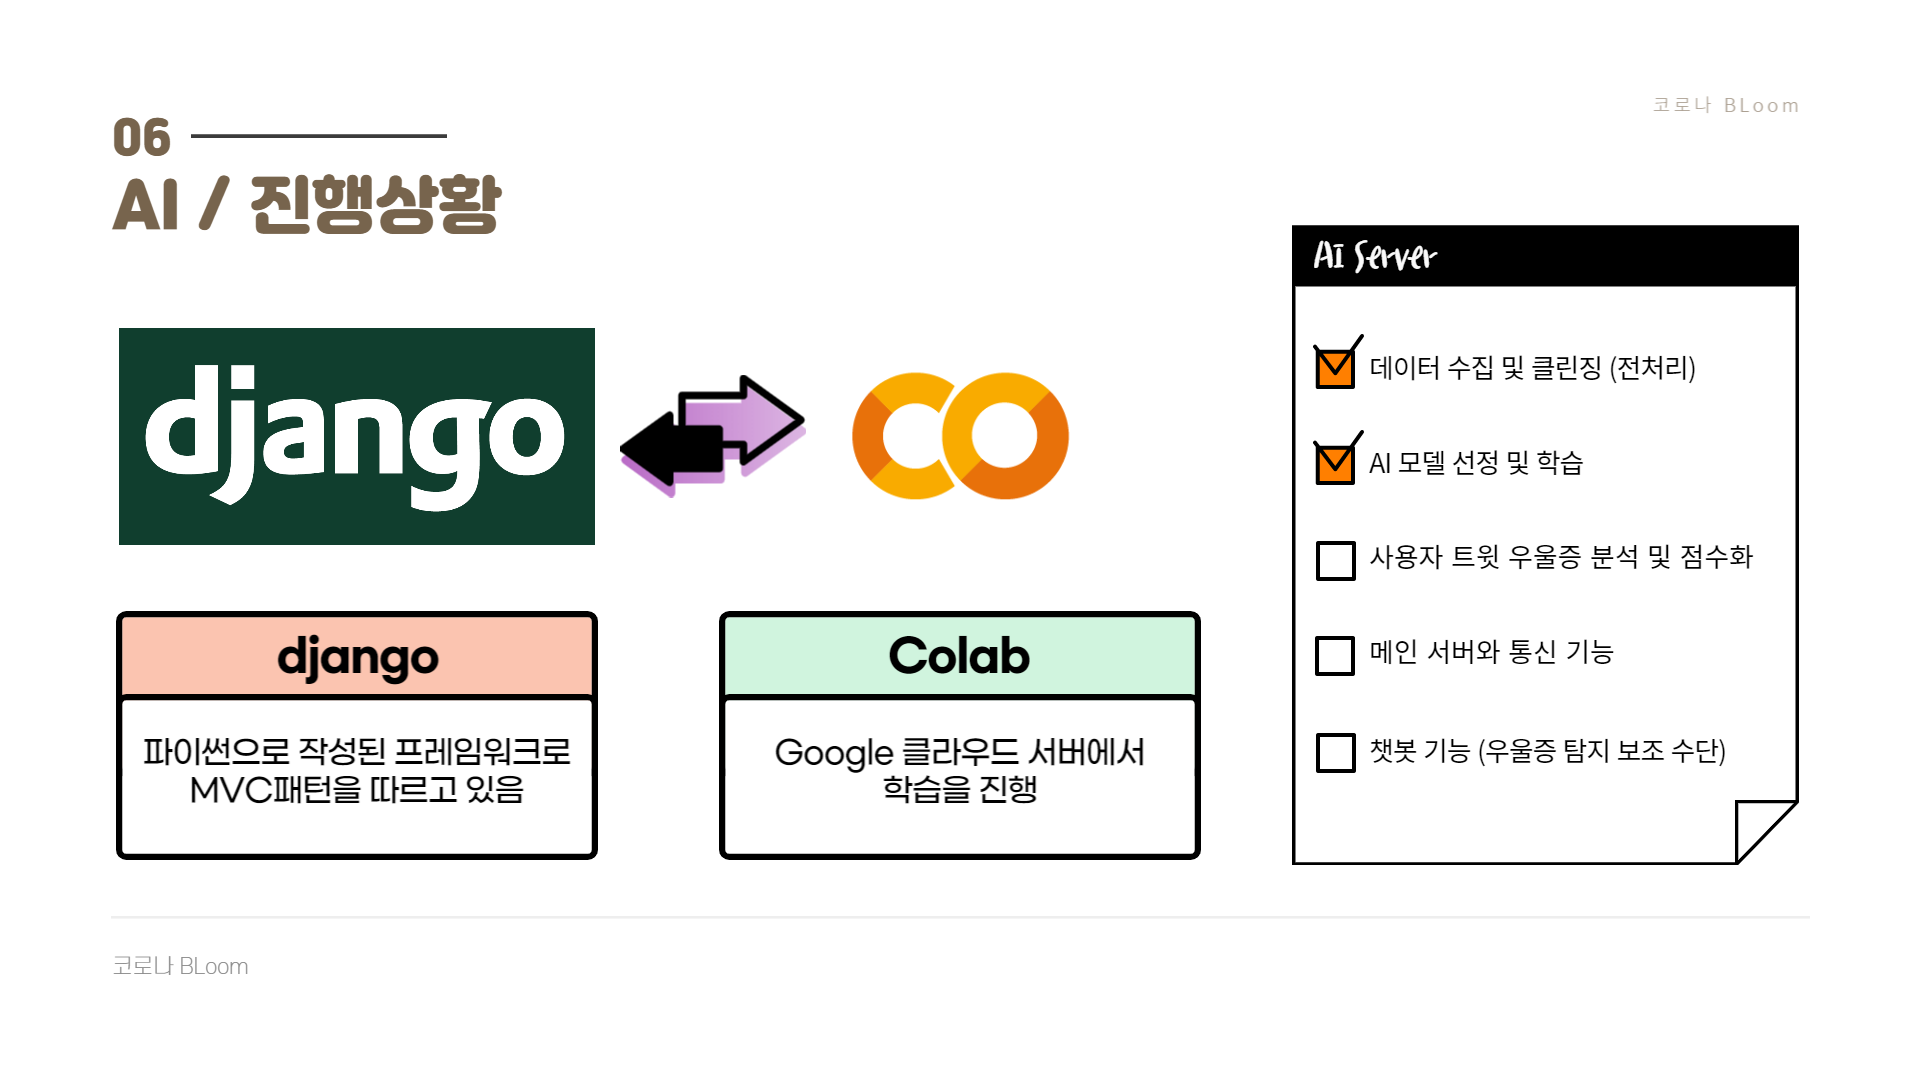 코로나 BLoom
06
AI / 진행상황
django
django
파이썬으로 작성된 프레임워크로
MVC패턴을 따르고 있음
Colab
Google 클라우드 서버에서
학습을 진행
AI Server
데이터 수집 및 클린징 (전처리)
AI 모델 선정 및 학습
사용자 트윗 우울증 분석 및 점수화
메인 서버와 통신 기능
챗봇 기능 (우울증 탐지 보조 수단)
코로나 BLoom